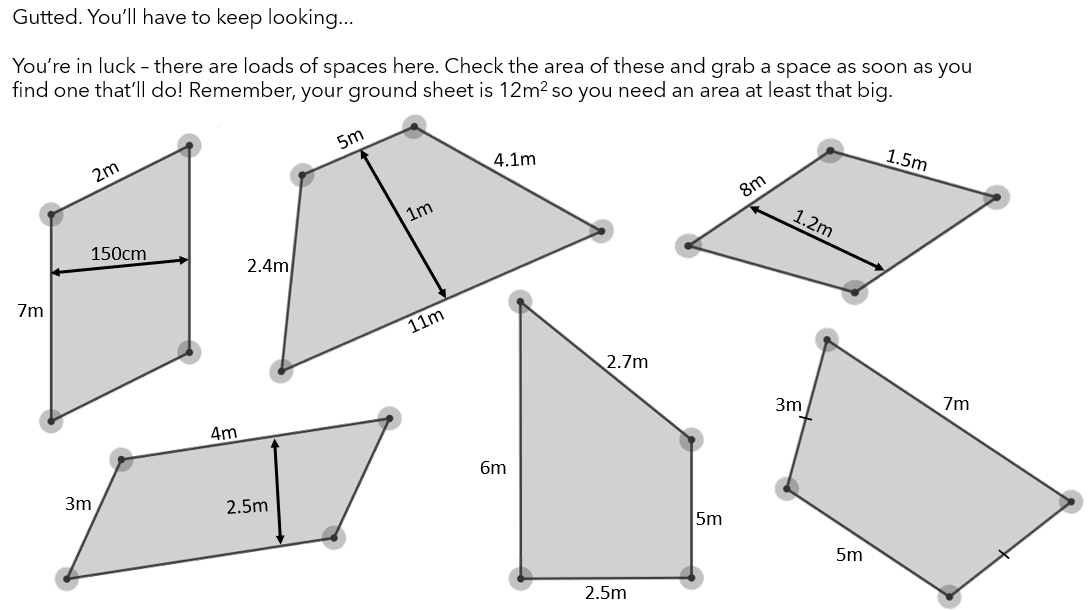 Gutted. You'll have to keep looking...
You're in luck – there are loads of spaces here. Check the area of these and grab a space as soon as you
find one that'll do! Remember, your ground sheet is 12m² so you need an area at least that big.
2m
150cm
7m
5m
4.1m
1m
2.4m
11m
8m
1.5m
1.2m
4m
3m
2.5m
2.7m
6m
5m
2.5m
3m
7m
5m